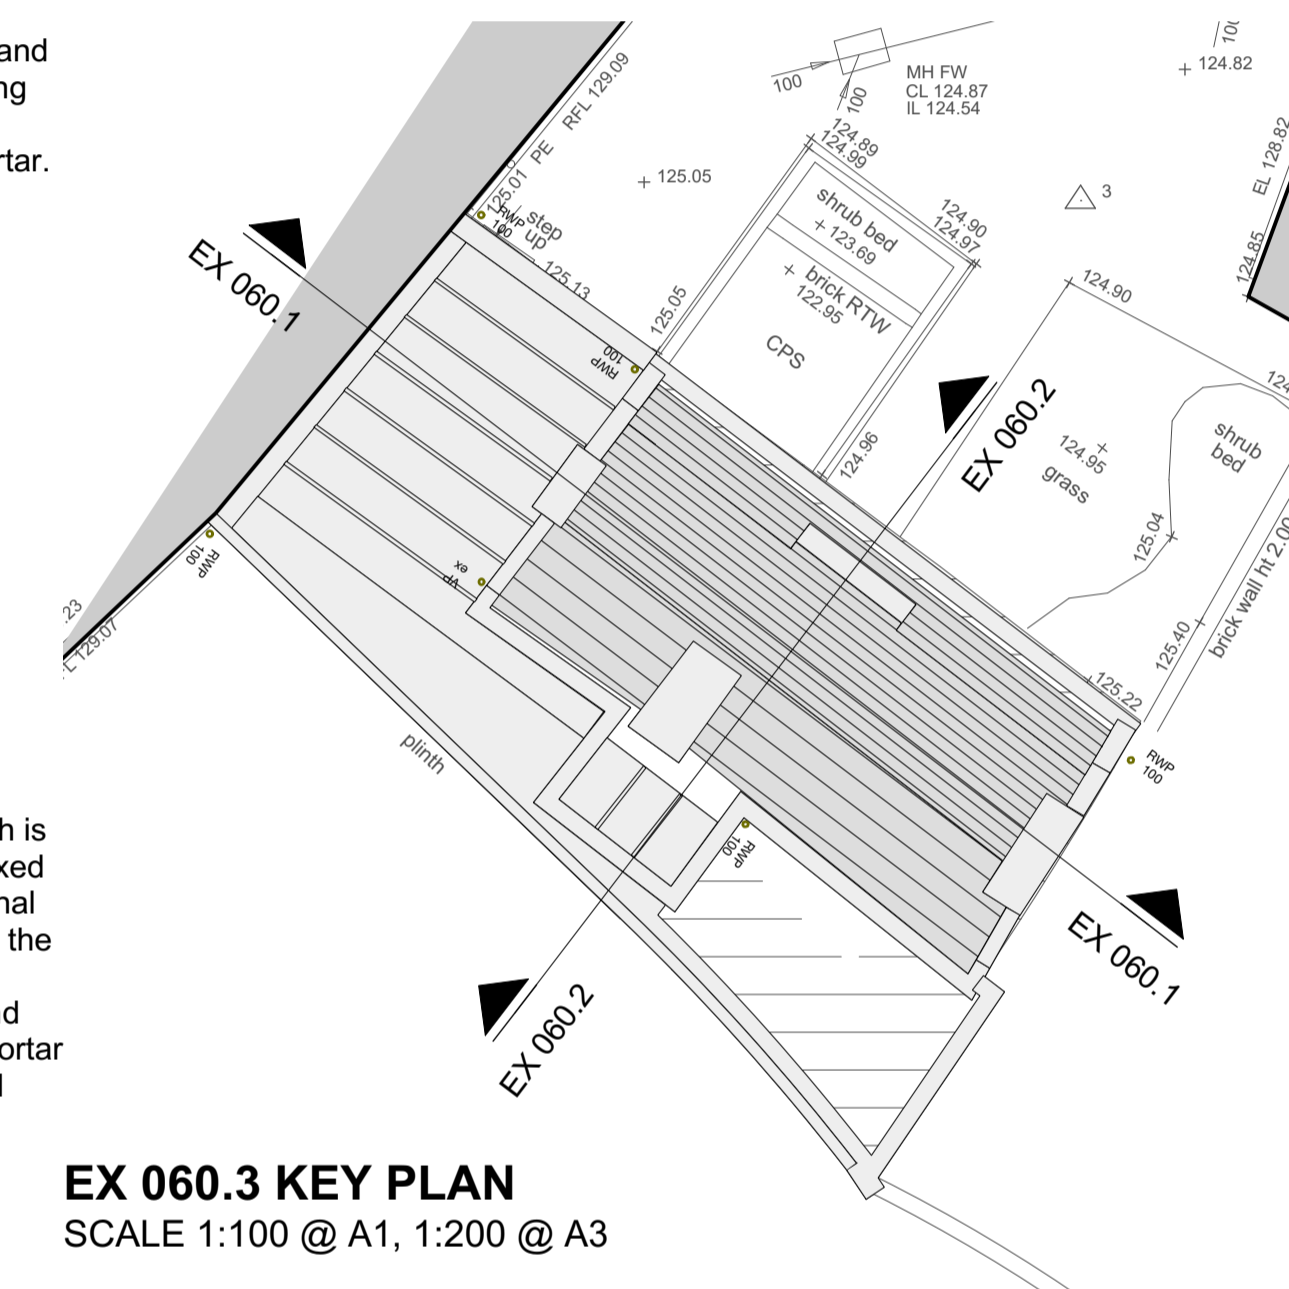 and
ng
rtar.
RFL 129.09
PE
125.01
RWP
100
step
up
125.13
100
100
MH FW
CL 124.87
IL 124.54
124.82
EL 128.82
124.85
124.89
124.99
125.05
3
shrub bed
123.69
124.90
124.97
brick RTW
122.95
CPS
125.05
124.96
124.90
EX 060.1
RWP
100
EX 060.2
124.95
grass
shrub
bed
125.04
brick wall ht 2.00
125.40
125.22
RWP
100
VP
ex
RWP
100
.23
129.07
plinth
RWP
100
RWP
100
EX 060.1
EX 060.2
h is
xed
nal
the
nd
ortar
EX 060.3 KEY PLAN
SCALE 1:100 @ A1, 1:200 @ A3